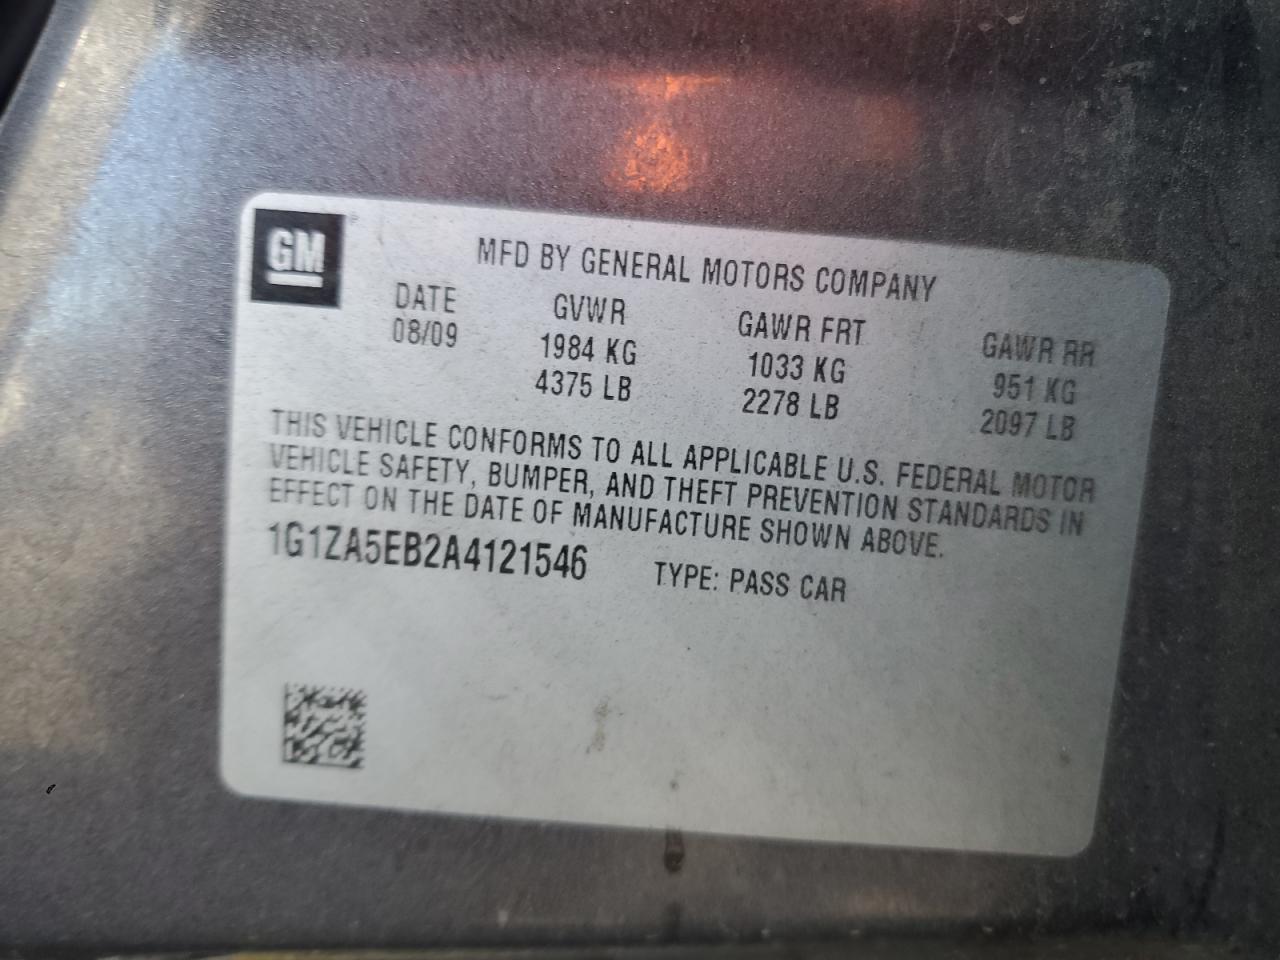 GM
MFD BY GENERAL MOTORS COMPANY
DATE GVWR GAWR FRT GAWR RR
08/09 1984 KG 1033 KG 951 KG
4375 LB 2278 LB 2097 LB
THIS VEHICLE CONFORMS TO ALL APPLICABLE U.S. FEDERAL MOTOR
VEHICLE SAFETY, BUMPER, AND THEFT PREVENTION STANDARDS IN
EFFECT ON THE DATE OF MANUFACTURE SHOWN ABOVE.
1G1ZA5EB2A4121546 TYPE: PASS CAR